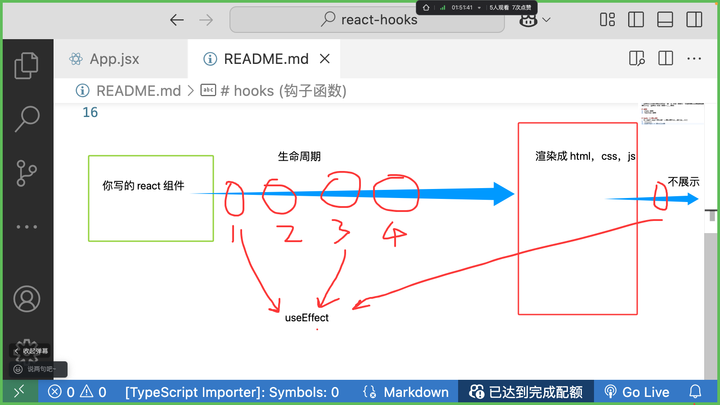 react-hooks
01:51:41
5人观看 7次点赞
App.jsx
README.md
README.md > # hooks (钩子函数)
16
生命周期
你写的 react 组件
渲染成 html，css，js
不展示
1 2 3 4
useEffect
收起弹幕
说两句吧~
0 0 [TypeScript Importer]: Symbols: 0 {} Markdown 已达到完成配额 Go Live